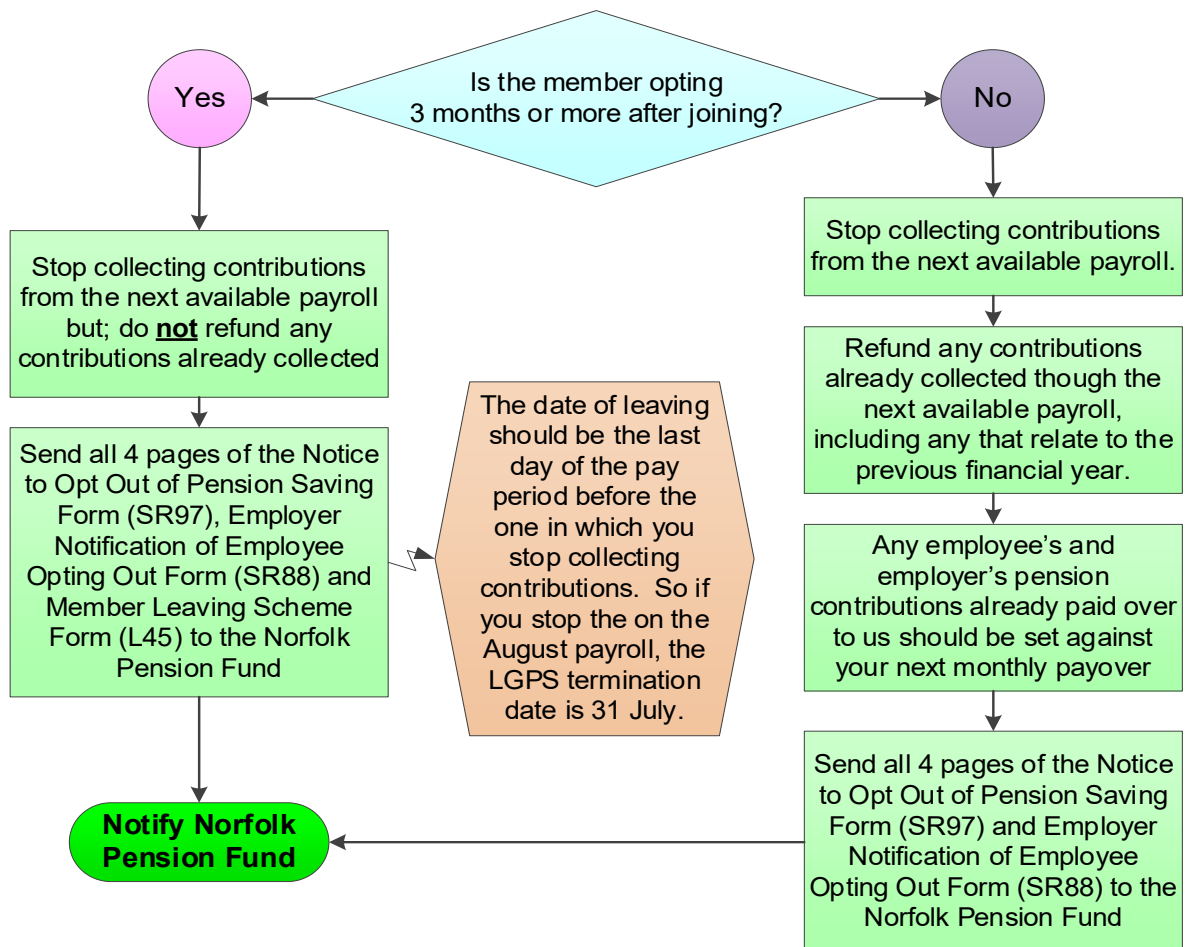 Is the member opting
3 months or more after joining?
Yes
No
Stop collecting contributions
from the next available payroll
but; do not refund any
contributions already collected
Send all 4 pages of the Notice
to Opt Out of Pension Saving
Form (SR97), Employer
Notification of Employee
Opting Out Form (SR88) and
Member Leaving Scheme
Form (L45) to the Norfolk
Pension Fund
The date of leaving
should be the last
day of the pay
period before the
one in which you
stop collecting
contributions. So if
you stop the on the
August payroll, the
LGPS termination
date is 31 July.
Stop collecting contributions
from the next available payroll.
Refund any contributions
already collected though the
next available payroll,
including any that relate to the
previous financial year.
Any employee’s and
employer’s pension
contributions already paid over
to us should be set against
your next monthly payover
Send all 4 pages of the Notice
to Opt Out of Pension Saving
Form (SR97) and Employer
Notification of Employee
Opting Out Form (SR88) to the
Norfolk Pension Fund
Notify Norfolk
Pension Fund